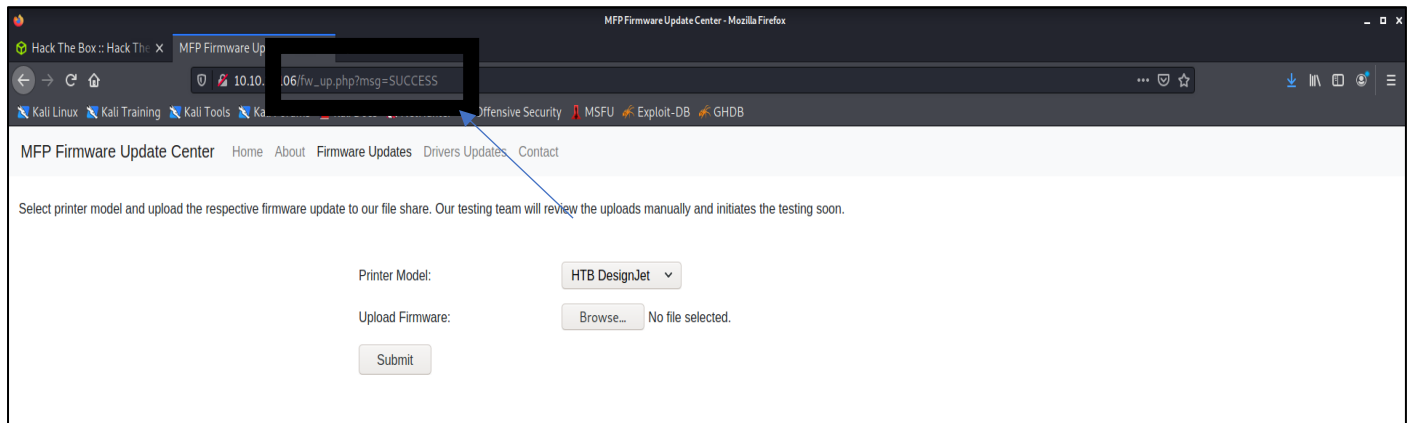 MFP Firmware Update Center - Mozilla Firefox
Hack The Box :: Hack The MFP Firmware Up
10.10. 06/fw_up.php?msg=SUCCESS
Kali Linux Kali Training Kali Tools Ka Offensive Security MSFU Exploit-DB GHDB
MFP Firmware Update Center Home About Firmware Updates Drivers Updates Contact
Select printer model and upload the respective firmware update to our file share. Our testing team will review the uploads manually and initiates the testing soon.
Printer Model: HTB DesignJet
Upload Firmware: Browse... No file selected.
Submit